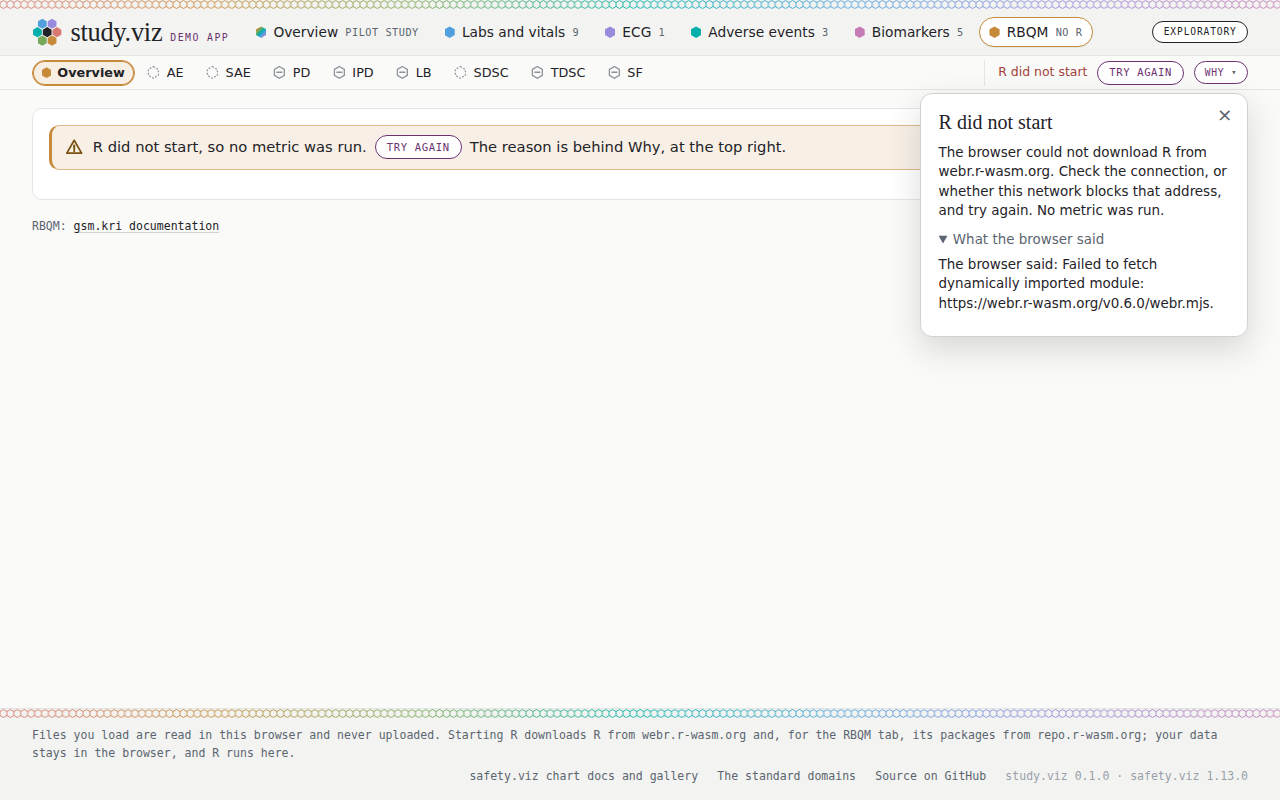 study.viz DEMO APP Overview PILOT STUDY Labs and vitals 9 ECG 1 Adverse events 3 Biomarkers 5 RBQM NO R EXPLORATORY
Overview AE SAE PD IPD LB SDSC TDSC SF R did not start TRY AGAIN WHY ▾
R did not start, so no metric was run. TRY AGAIN The reason is behind Why, at the top right.
RBQM: gsm.kri documentation
R did not start ✕
The browser could not download R from
webr.r-wasm.org. Check the connection, or
whether this network blocks that address,
and try again. No metric was run.
▼ What the browser said
The browser said: Failed to fetch
dynamically imported module:
https://webr.r-wasm.org/v0.6.0/webr.mjs.
Files you load are read in this browser and never uploaded. Starting R downloads R from webr.r-wasm.org and, for the RBQM tab, its packages from repo.r-wasm.org; your data
stays in the browser, and R runs here.
safety.viz chart docs and gallery The standard domains Source on GitHub study.viz 0.1.0 · safety.viz 1.13.0